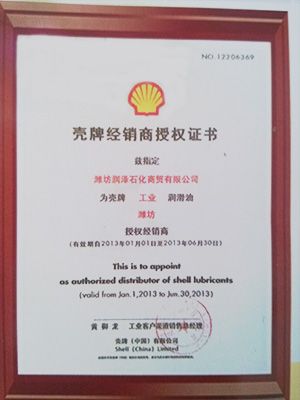 NO.12206369
壳牌经销商授权证书
兹指定
潍坊润泽石化商贸有限公司
为壳牌 工业 润滑油
潍坊
授权经销商
(有效期自2013年01月01日至2013年06月30日)
This is to appoint
as authorized distributor of shell lubricants
(valid from Jan.1,2013 to Jun.30,2013)
黄御龙 工业客户渠道销售总经理
壳牌(中国)有限公司
Shell (China) Limited